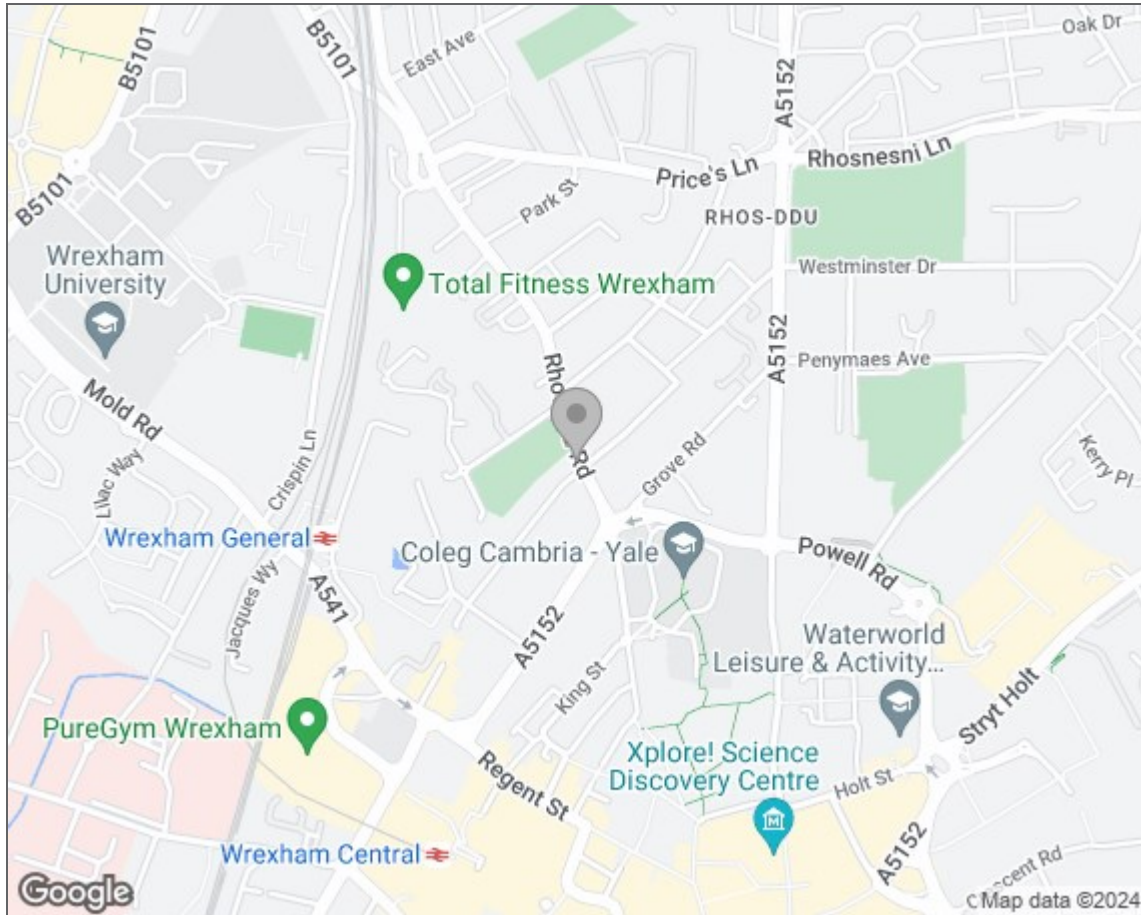 B5101
B5101
East Ave
Oak Dr
A5152
B5101
Price's Ln
Rhosnesni Ln
Park St
RHOS-DDU
Wrexham
University
Total Fitness Wrexham
Westminster Dr
A5152
Penymaes Ave
Mold Rd
Lilac Way
Crispin Ln
Rd
Grove Rd
Kerry Pl
Wrexham General
Coleg Cambria - Yale
Powell Rd
Jacques Wy
A541
A5152
Waterworld
Leisure & Activity...
King St
Stryt Holt
PureGym Wrexham
Regent St
Xplore! Science
Discovery Centre
Holt St
M
Wrexham Central
A5152
Google
Map data ©2024